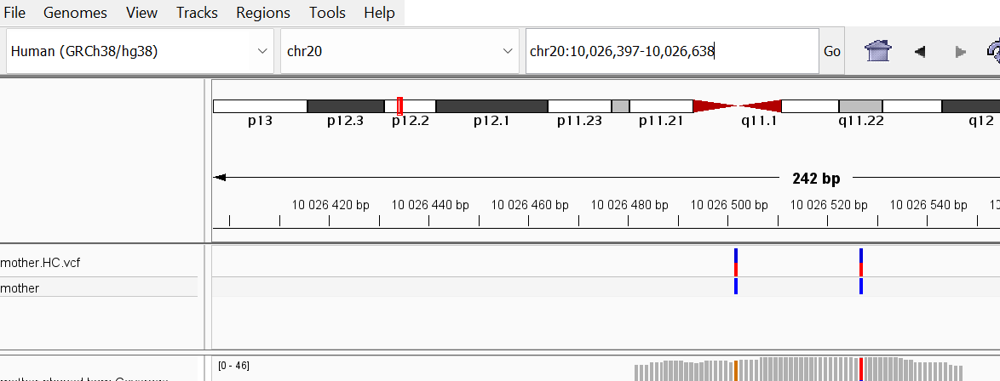 File Genomes View Tracks Regions Tools Help
Human (GRCh38/hg38) chr20 chr20:10,026,397-10,026,638 Go
p13 p12.3 p12.2 p12.1 p11.23 p11.21 q11.1 q11.22 q12
242 bp
10 026 420 bp 10 026 440 bp 10 026 460 bp 10 026 480 bp 10 026 500 bp 10 026 520 bp 10 026 540 bp
mother.HC.vcf
mother
[0 - 46]